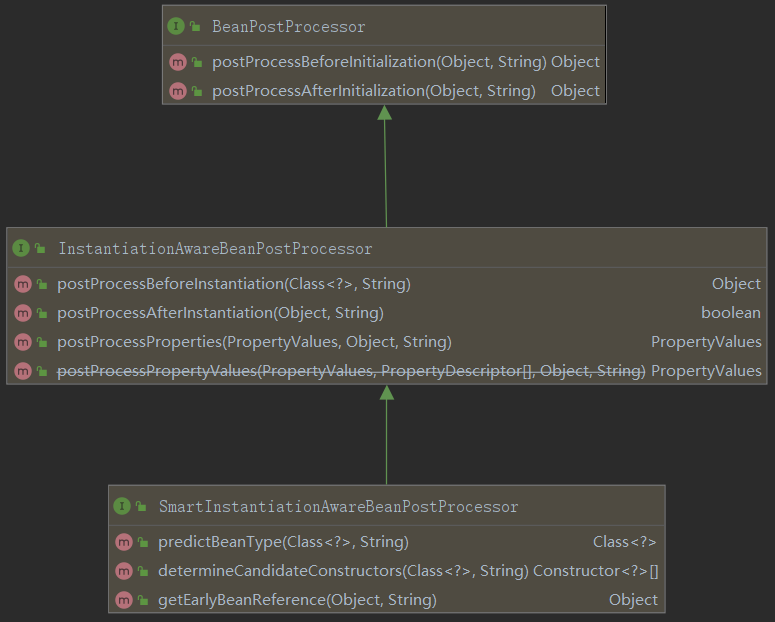 I BeanPostProcessor
m postProcessBeforeInitialization(Object, String) Object
m postProcessAfterInitialization(Object, String) Object
I InstantiationAwareBeanPostProcessor
m postProcessBeforeInstantiation(Class<?>, String) Object
m postProcessAfterInstantiation(Object, String) boolean
m postProcessProperties(PropertyValues, Object, String) PropertyValues
m postProcessPropertyValues(PropertyValues, PropertyDescriptor[], Object, String) PropertyValues
I SmartInstantiationAwareBeanPostProcessor
m predictBeanType(Class<?>, String) Class<?>
m determineCandidateConstructors(Class<?>, String) Constructor<?>[]
m getEarlyBeanReference(Object, String) Object